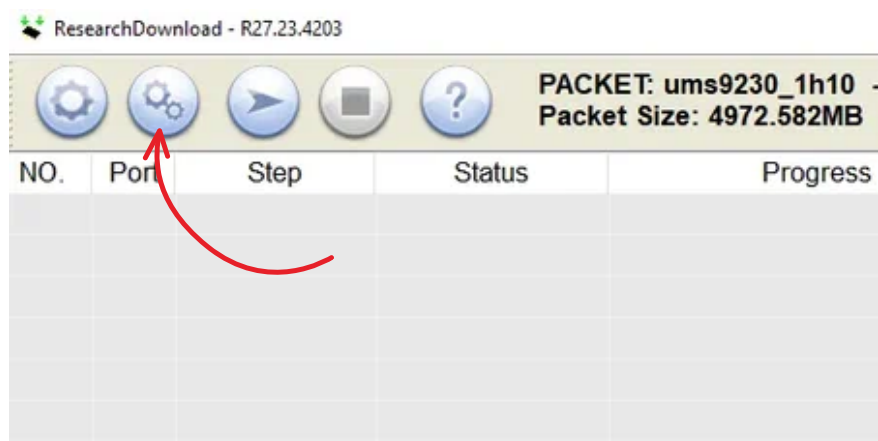 ResearchDownload - R27.23.4203
PACKET: ums9230_1h10 -
Packet Size: 4972.582MB
NO. Port Step Status Progress